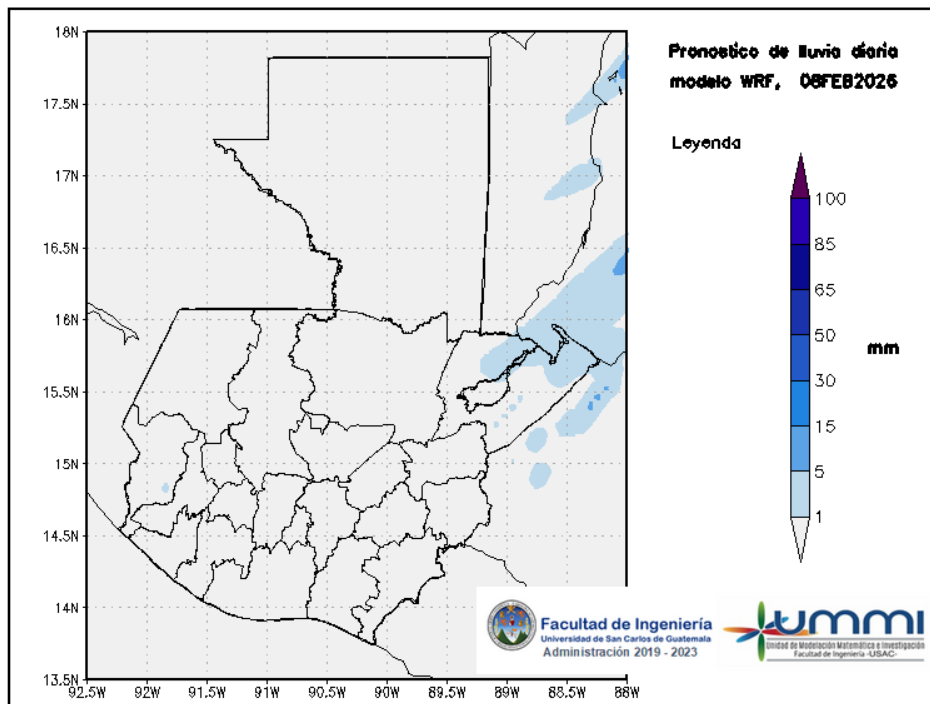 Pronostico de lluvia diaria
modelo WRF, 08FEB2026
Leyenda
100
85
65
50
30
15
5
1
mm
18N
17.5N
17N
16.5N
16N
15.5N
15N
14.5N
14N
13.5N
92.5W
92W
91.5W
91W
90.5W
90W
89.5W
89W
88.5W
88W
Facultad de Ingeniería
Universidad de San Carlos de Guatemala
Administración 2019 - 2023
ummi
Unidad de Modelación Matemática e Investigación
Facultad de Ingeniería -USAC-